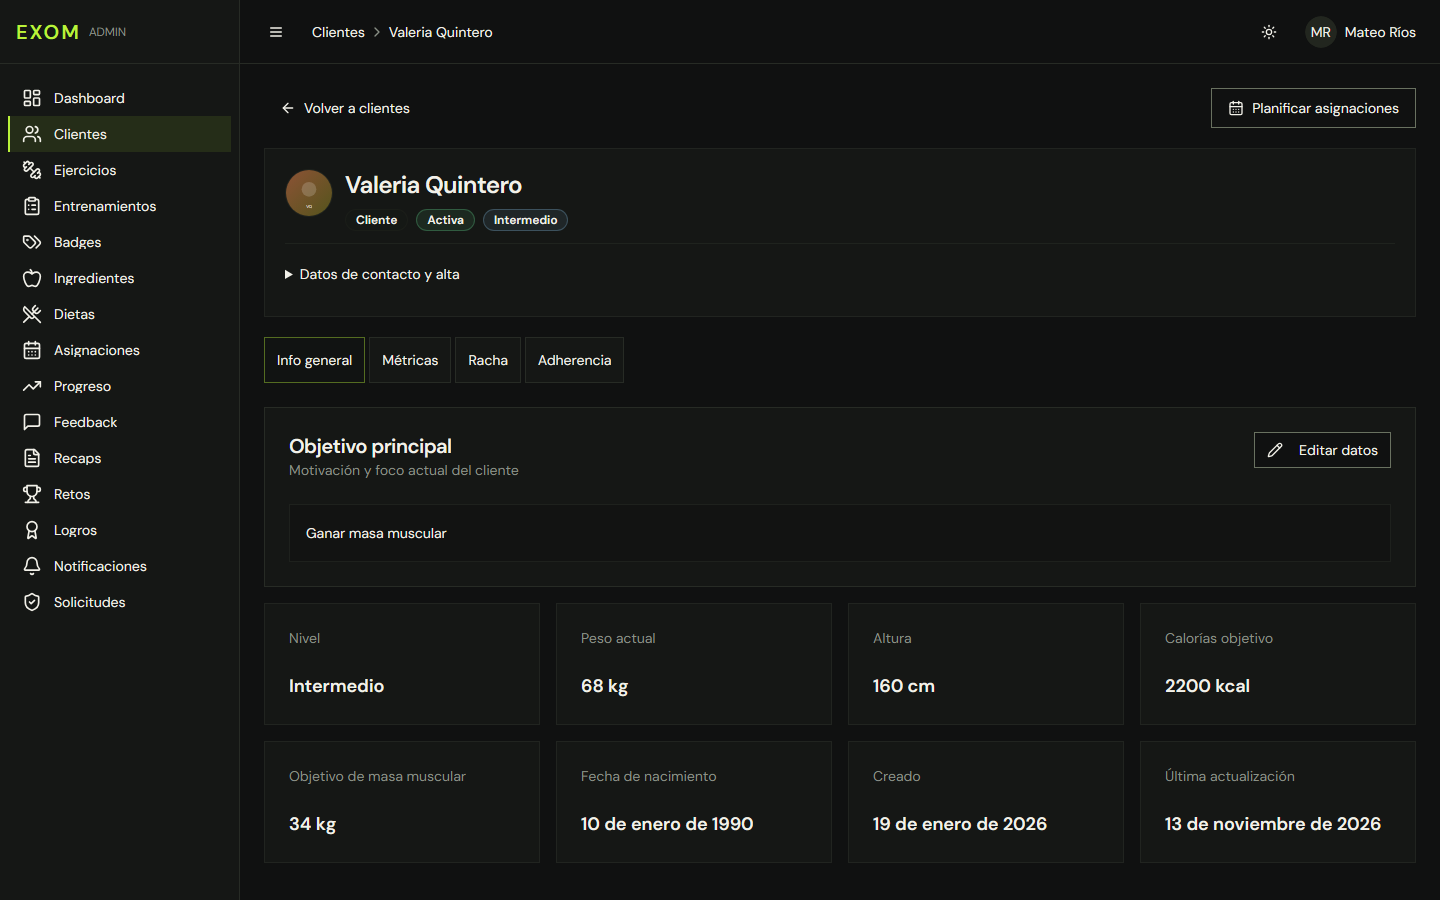 EXOM ADMIN
Clientes > Valeria Quintero
MR Mateo Ríos
Dashboard
Clientes
Ejercicios
Entrenamientos
Badges
Ingredientes
Dietas
Asignaciones
Progreso
Feedback
Recaps
Retos
Logros
Notificaciones
Solicitudes
Volver a clientes
Planificar asignaciones
Valeria Quintero
Cliente Activa Intermedio
Datos de contacto y alta
Info general Métricas Racha Adherencia
Objetivo principal
Motivación y foco actual del cliente
Editar datos
Ganar masa muscular
Nivel
Intermedio
Peso actual
68 kg
Altura
160 cm
Calorías objetivo
2200 kcal
Objetivo de masa muscular
34 kg
Fecha de nacimiento
10 de enero de 1990
Creado
19 de enero de 2026
Última actualización
13 de noviembre de 2026